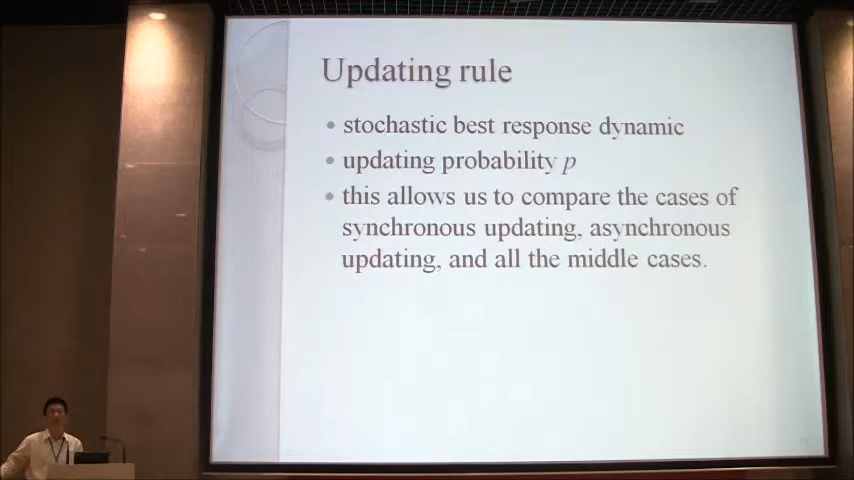 Updating rule
• stochastic best response dynamic
• updating probability p
• this allows us to compare the cases of
synchronous updating, asynchronous
updating, and all the middle cases.